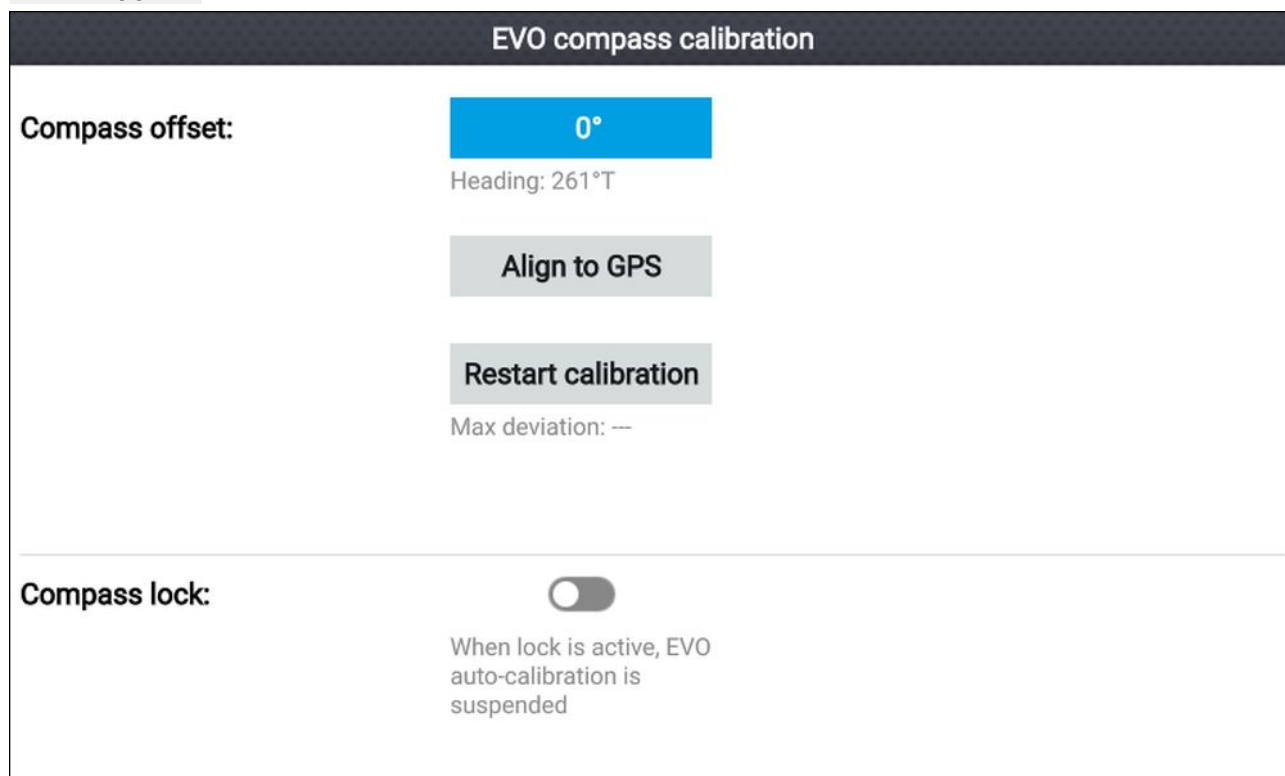 EVO compass calibration
Compass offset:
0°
Heading: 261°T
Align to GPS
Restart calibration
Max deviation: ---
Compass lock:
When lock is active, EVO
auto-calibration is
suspended